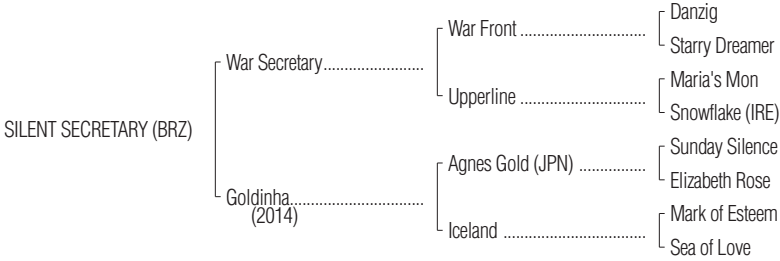 Danzig
War Front
Starry Dreamer
War Secretary
Maria's Mon
Upperline
Snowflake (IRE)
SILENT SECRETARY (BRZ)
Sunday Silence
Agnes Gold (JPN)
Elizabeth Rose
Goldinha
(2014)
Mark of Esteem
Iceland
Sea of Love